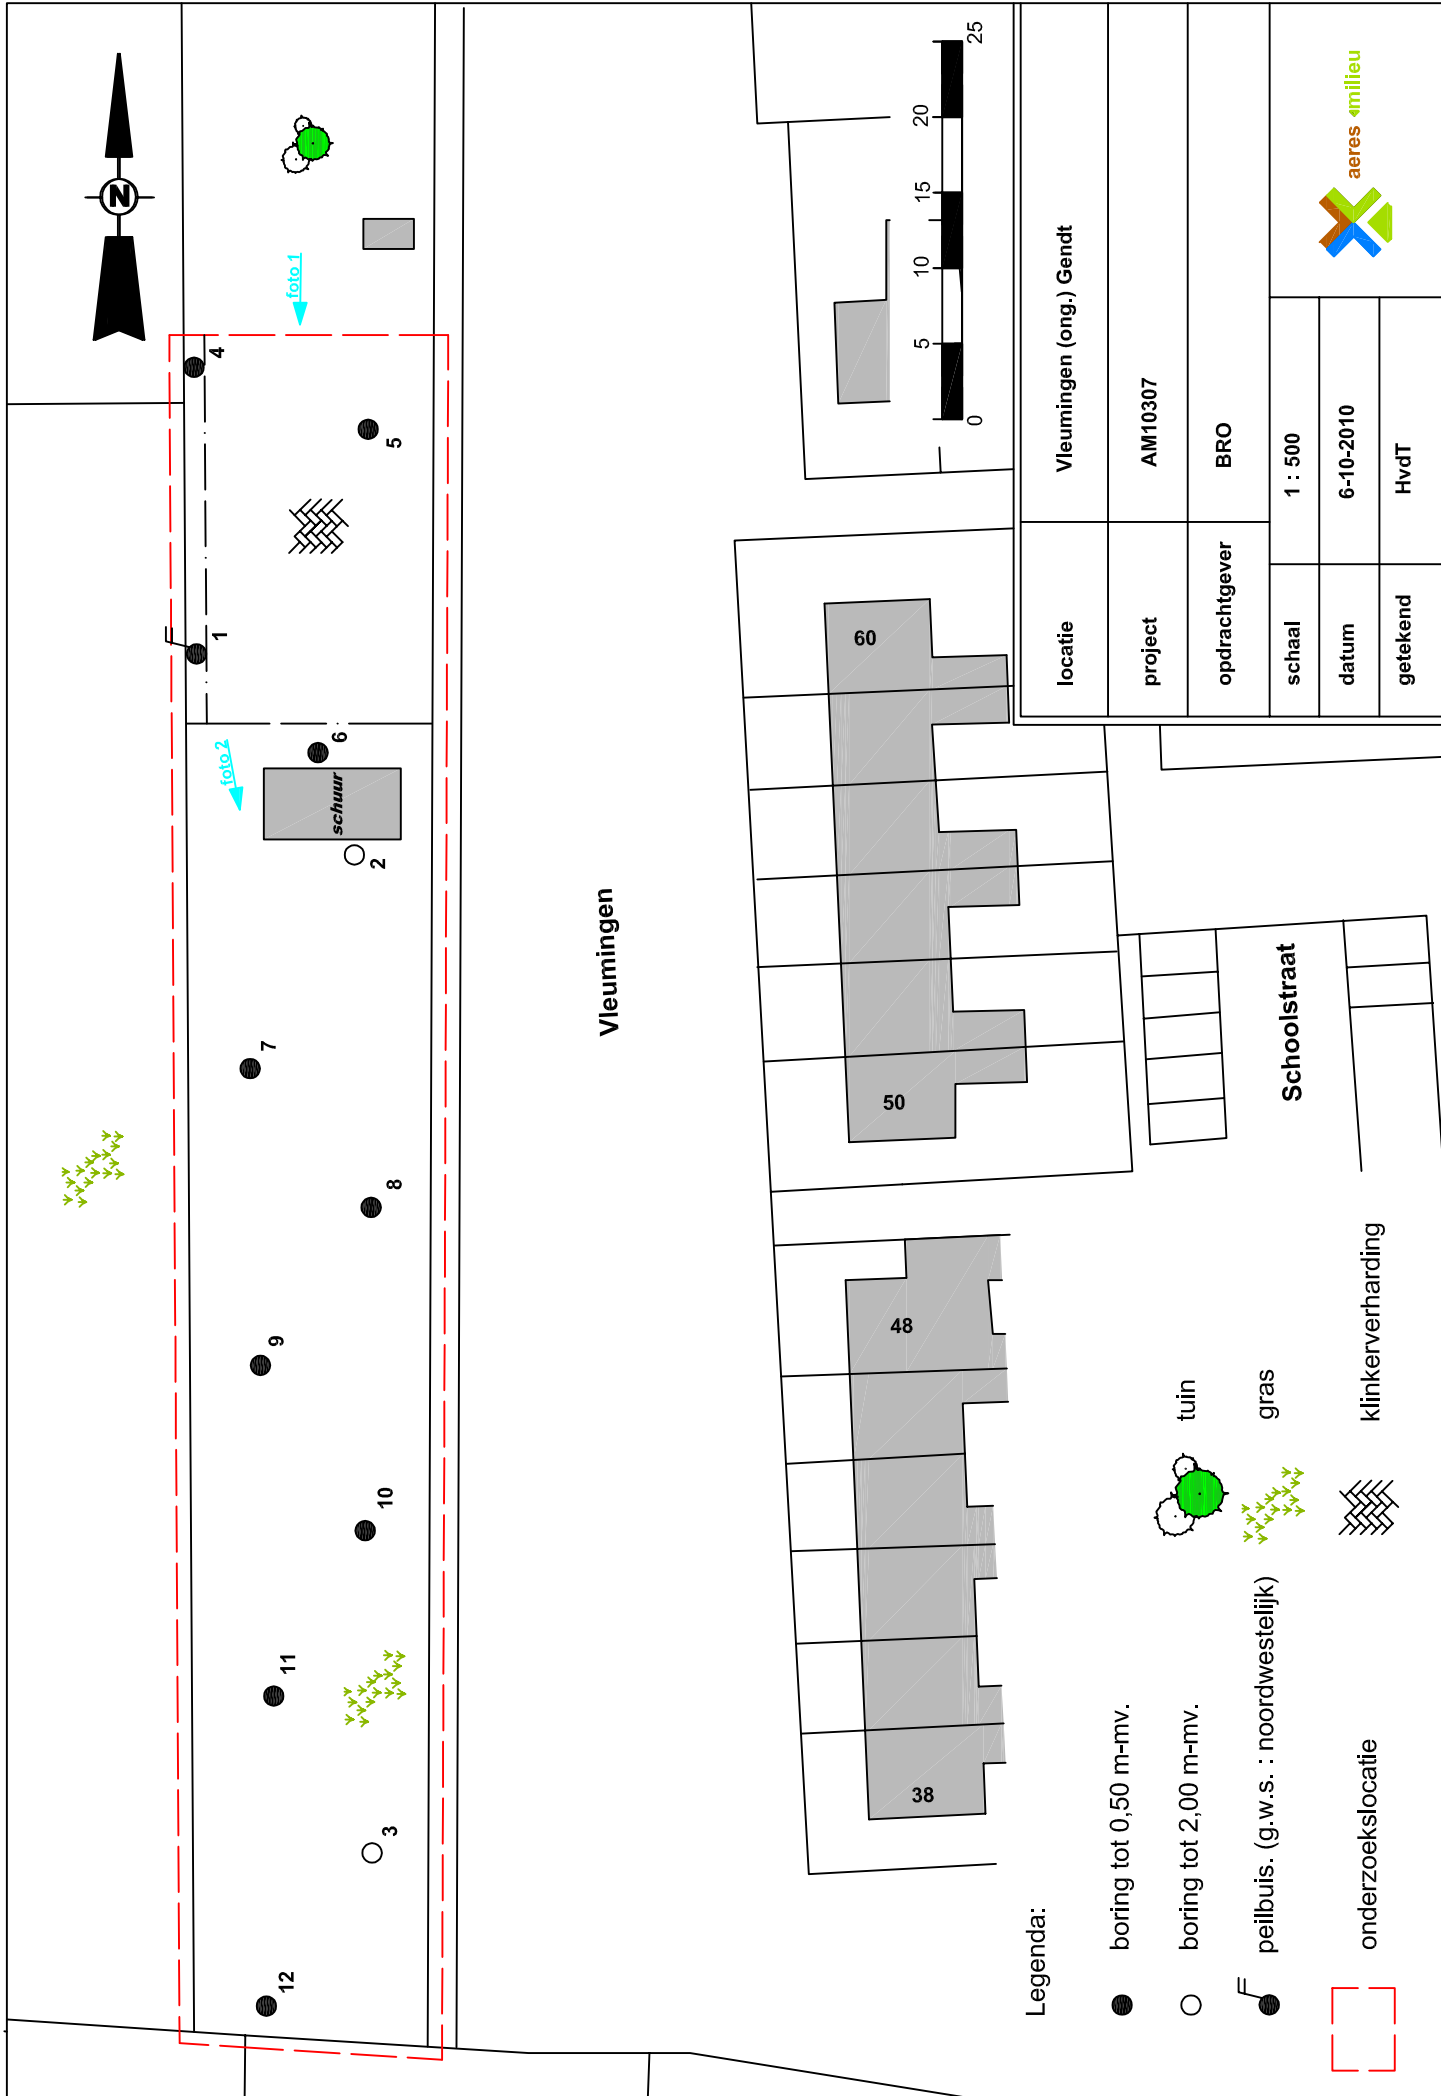 N
foto 1
4
5
1
foto 2
6
schuur
2
7
8
9
10
11
3
12
Vleumingen
60
50
48
38
Schoolstraat
0
5
10
15
20
25
Legenda:
boring tot 0,50 m-mv.
boring tot 2,00 m-mv.
peilbuis. (g.w.s. : noordwestelijk)
onderzoekslocatie
tuin
gras
klinkerverharding
locatie Vleumingen (ong.) Gendt
project AM10307
opdrachtgever BRO
schaal 1 : 500
datum 6-10-2010
getekend HvdT
aeres milieu